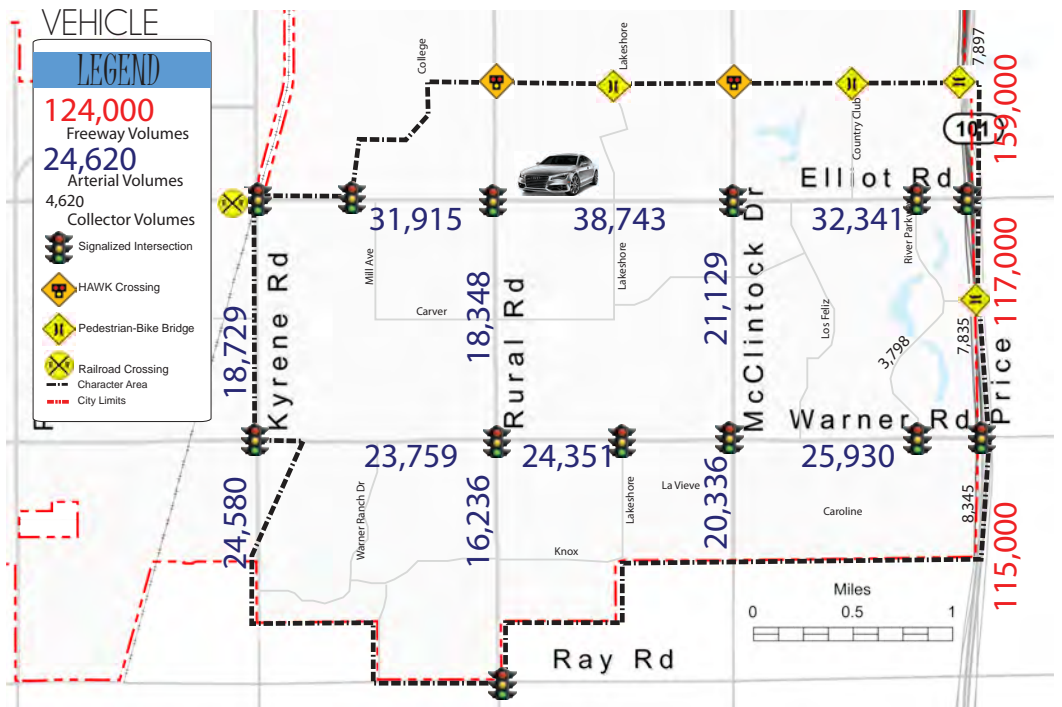 VEHICLE
LEGEND
124,000
Freeway Volumes
24,620
Arterial Volumes
4,620
Collector Volumes
Signalized Intersection
HAWK Crossing
Pedestrian-Bike Bridge
Railroad Crossing
Character Area
City Limits
College
Lakeshore
Country Club
7,897
159,000
101
Elliot Rd
31,915
38,743
32,341
Mill Ave
Lakeshore
River Parkw
Kyrene Rd
18,729
Carver
18,348
Rural Rd
21,129
McClintock Dr
Los Feliz
3,798
7,835
117,000
Price
Warner Rd
23,759
24,351
25,930
24,580
Warner Ranch Dr
16,236
Lakeshore
La Vieve
20,336
Caroline
8,345
115,000
Knox
Miles
0 0.5 1
Ray Rd